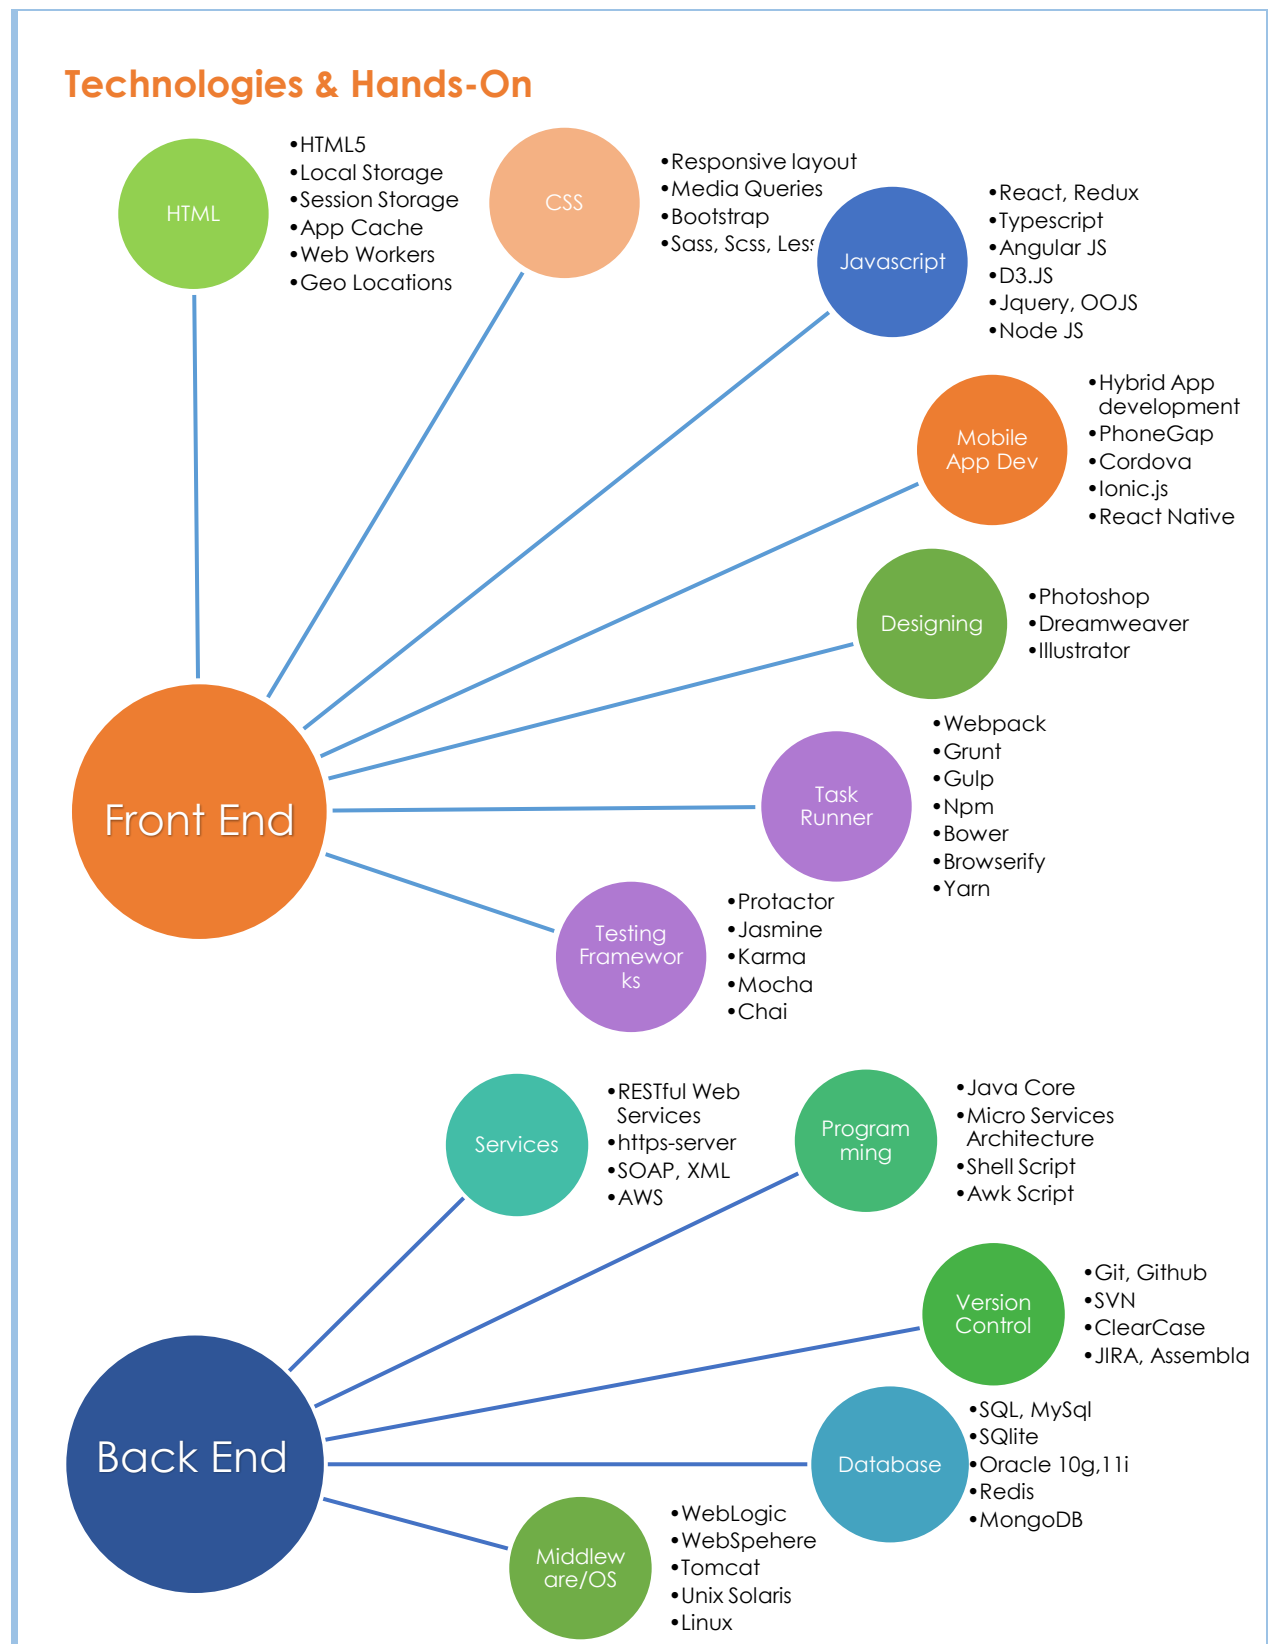 Technologies & Hands-On
HTML
•HTML5
•Local Storage
•Session Storage
•App Cache
•Web Workers
•Geo Locations
CSS
•Responsive layout
•Media Queries
•Bootstrap
•Sass, Scss, Less
Javascript
•React, Redux
•Typescript
•Angular JS
•D3.JS
•Jquery, OOJS
•Node JS
Mobile
App Dev
•Hybrid App
development
•PhoneGap
•Cordova
•Ionic.js
•React Native
Designing
•Photoshop
•Dreamweaver
•Illustrator
Task
Runner
•Webpack
•Grunt
•Gulp
•Npm
•Bower
•Browserify
•Yarn
Front End
Testing
Framewor
ks
•Protactor
•Jasmine
•Karma
•Mocha
•Chai
Services
•RESTful Web
Services
•https-server
•SOAP, XML
•AWS
Program
ming
•Java Core
•Micro Services
Architecture
•Shell Script
•Awk Script
Version
Control
•Git, Github
•SVN
•ClearCase
•JIRA, Assembla
Back End
Database
•SQL, MySql
•SQlite
•Oracle 10g,11i
•Redis
•MongoDB
Middlew
are/OS
•WebLogic
•WebSpehere
•Tomcat
•Unix Solaris
•Linux